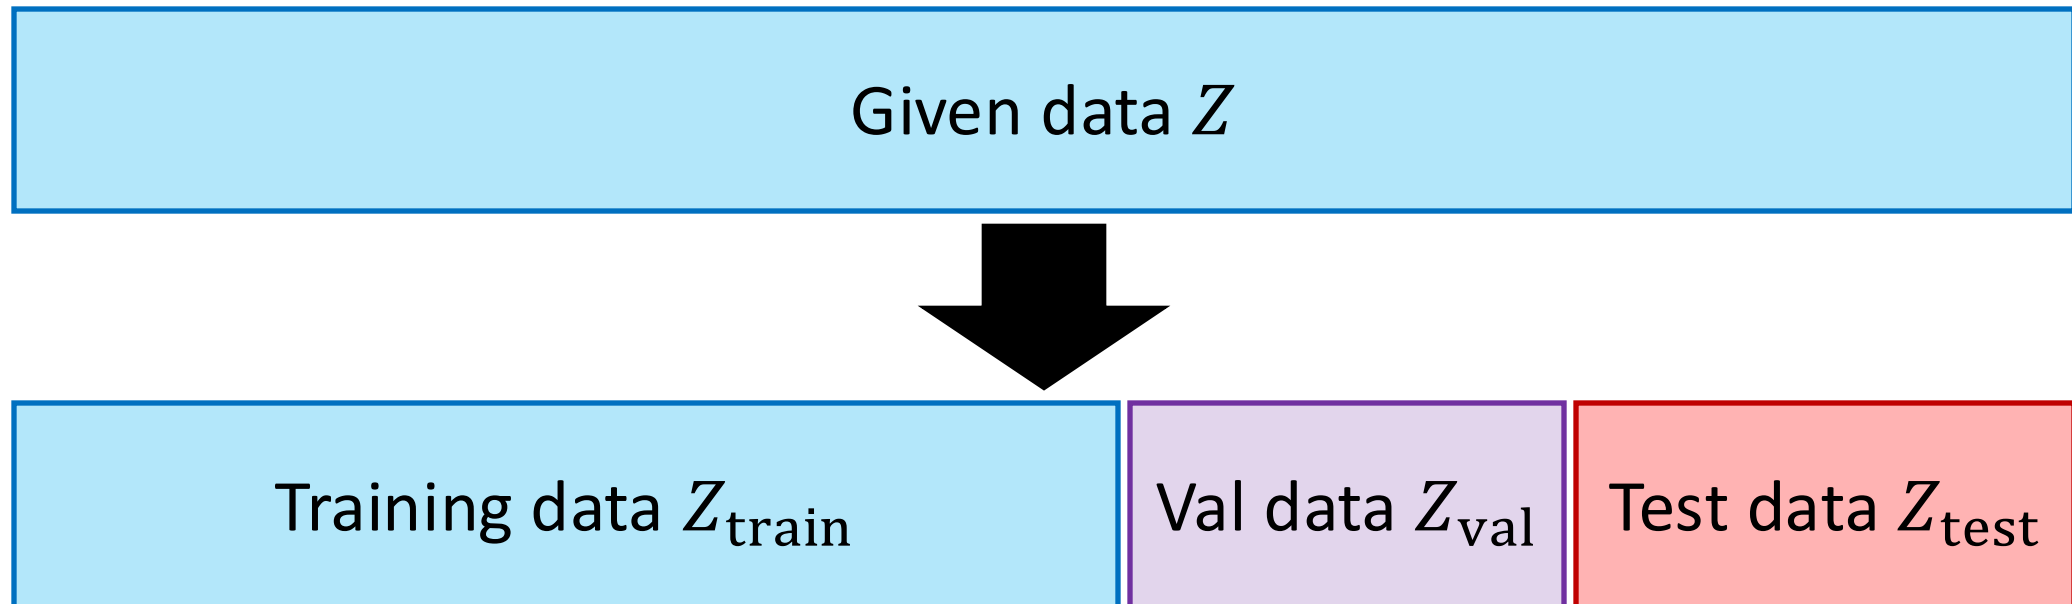 Given data Z
Training data Z_train
Val data Z_val
Test data Z_test